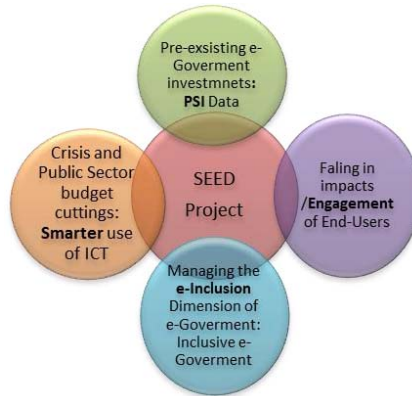 Pre-exsisting e-
Goverment
investmnets:
PSI Data
Crisis and
Public Sector
budget
cuttings:
Smarter use
of ICT
SEED
Project
Faling in
impacts
/Engagement
of End-Users
Managing the
e-Inclusion
Dimension of
e-Goverment:
Inclusive e-
Goverment